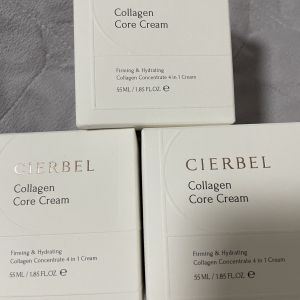 Collagen
Core Cream
Firming & Hydrating
Collagen Concentrate 4 in 1 Cream
55 ML / 1.85 FL.OZ. ℮
CIERBEL
Collagen
Core Cream
Firming & Hydrating
Collagen Concentrate 4 in 1 Cream
55 ML / 1.85 FL.OZ. ℮
CIERBEL
Collagen
Core Cream
Firming & Hydrating
Collagen Concentrate 4 in 1 Cream
55 ML / 1.85 FL.OZ. ℮